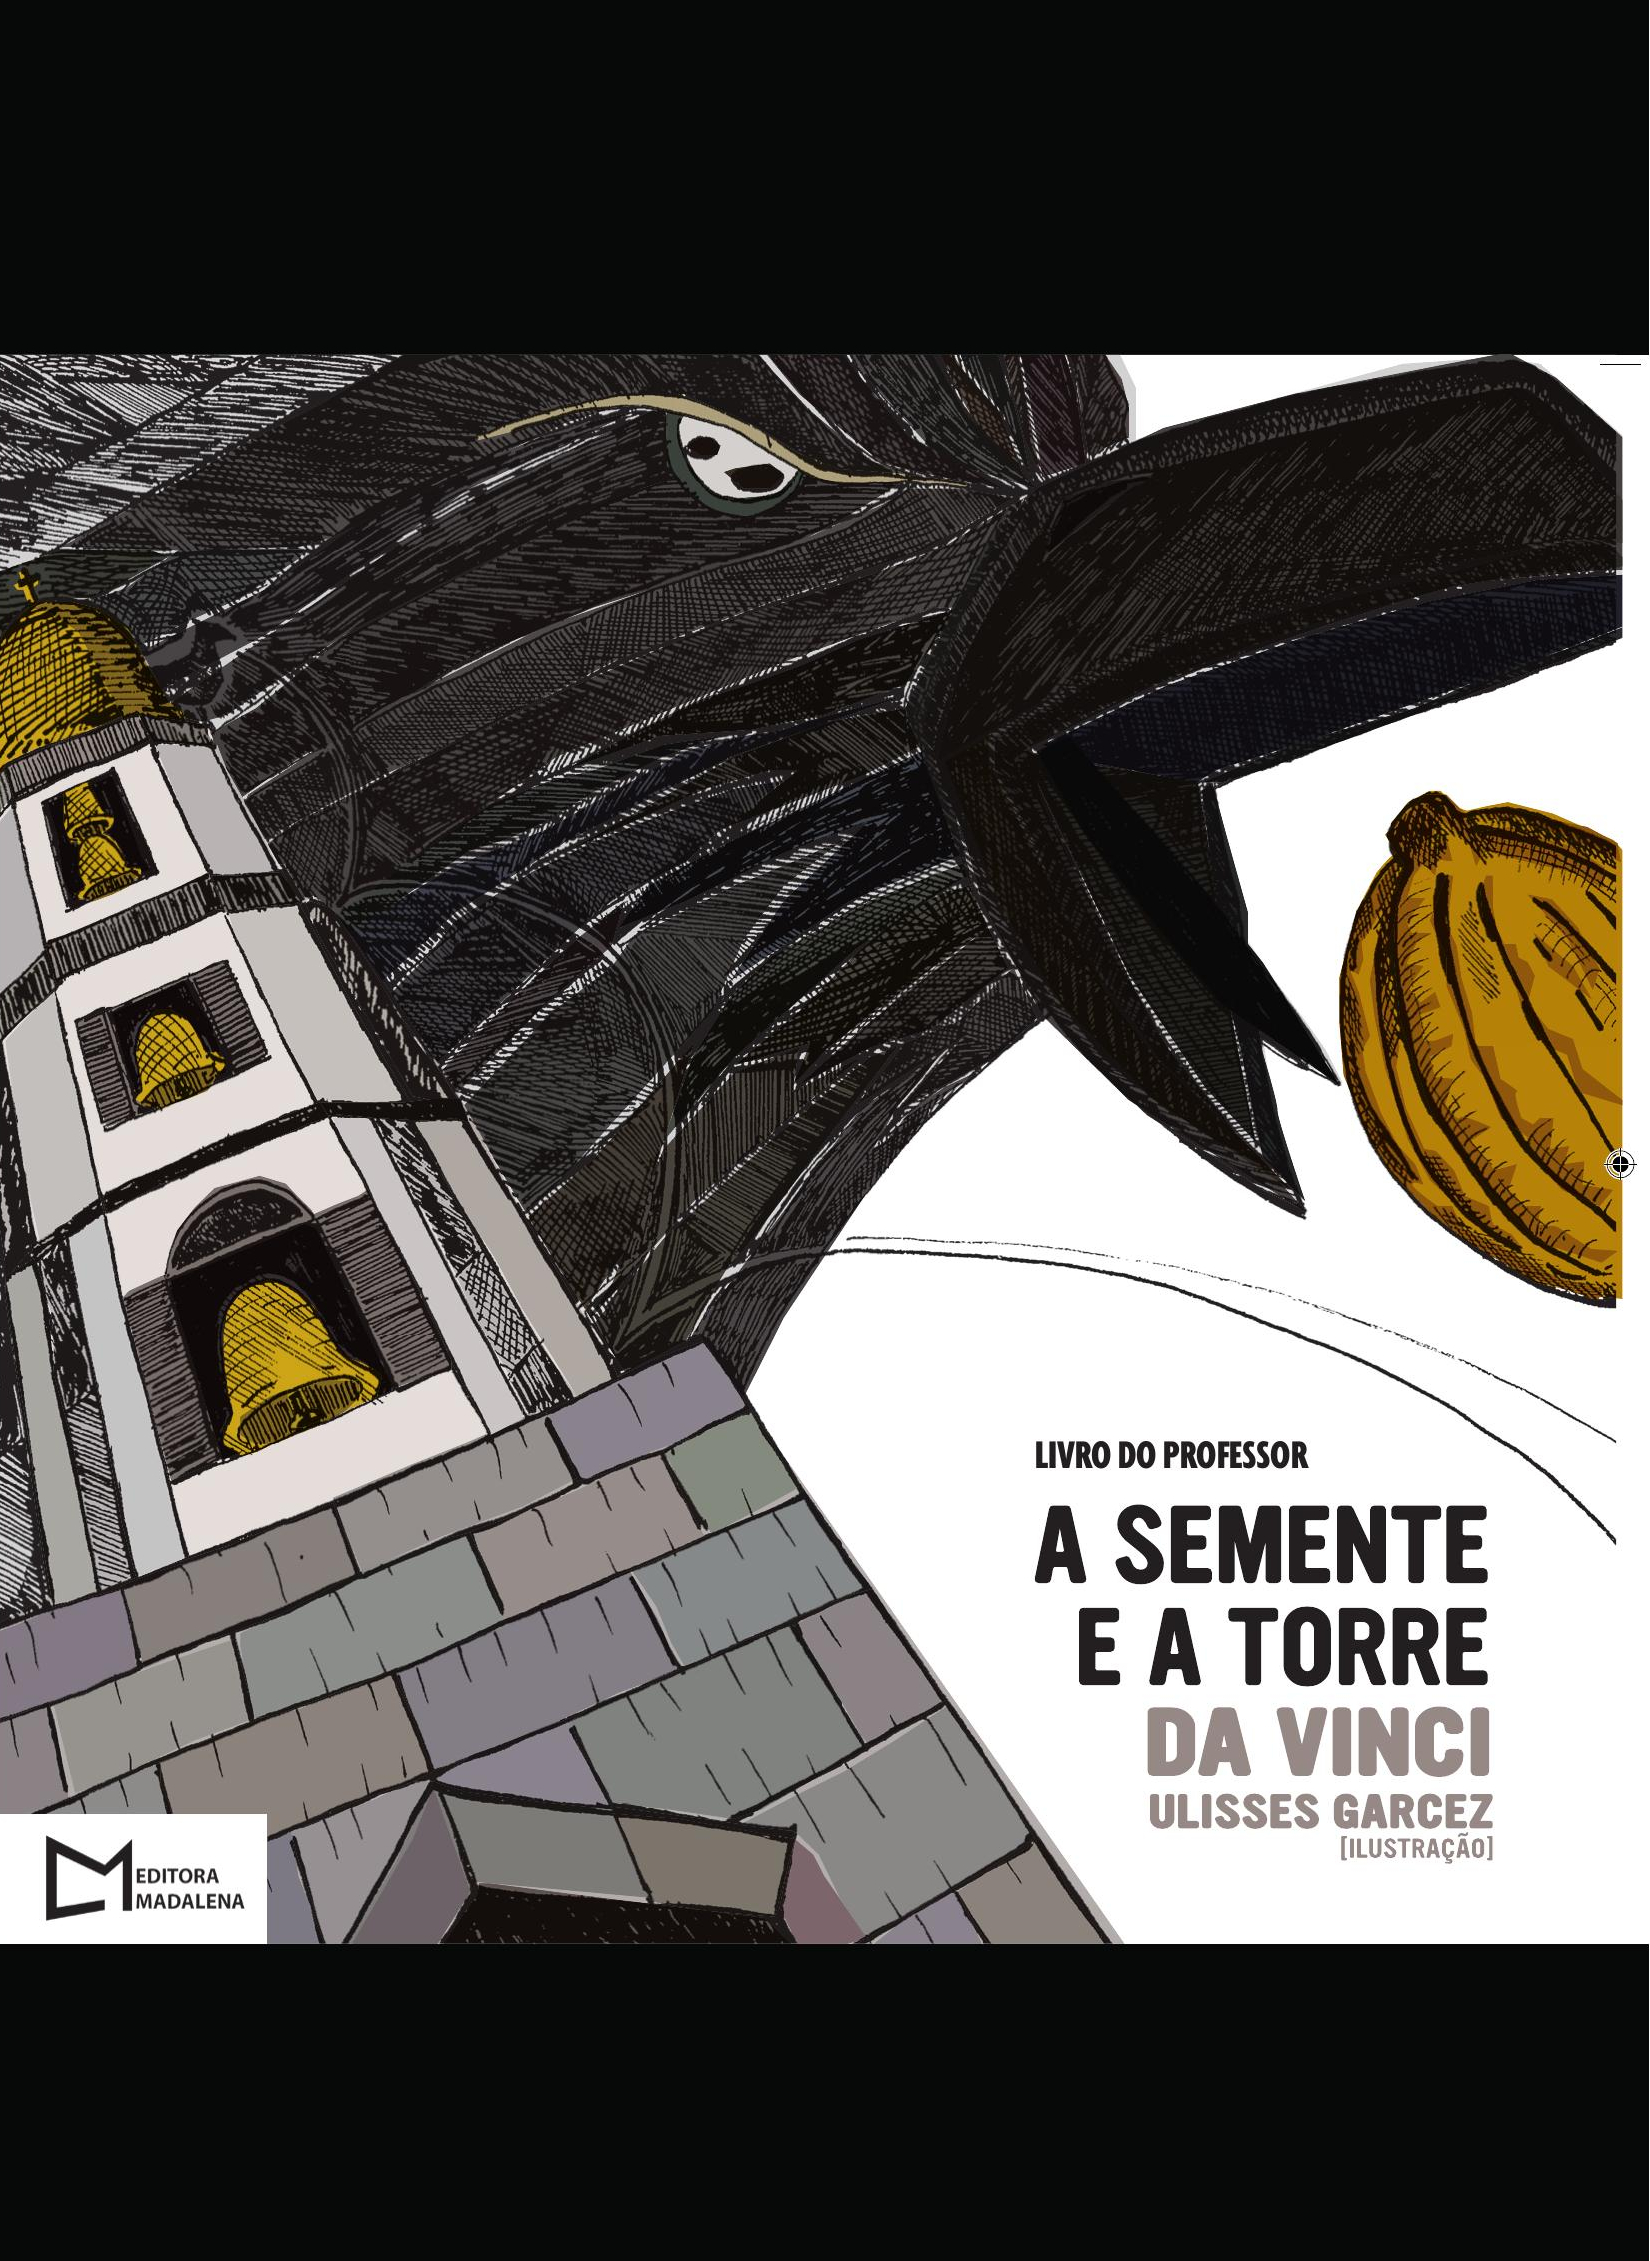 LIVRO DO PROFESSOR
A SEMENTE
E A TORRE
DA VINCI
ULISSES GARCEZ
[ILUSTRAÇÃO]
EDITORA
MADALENA